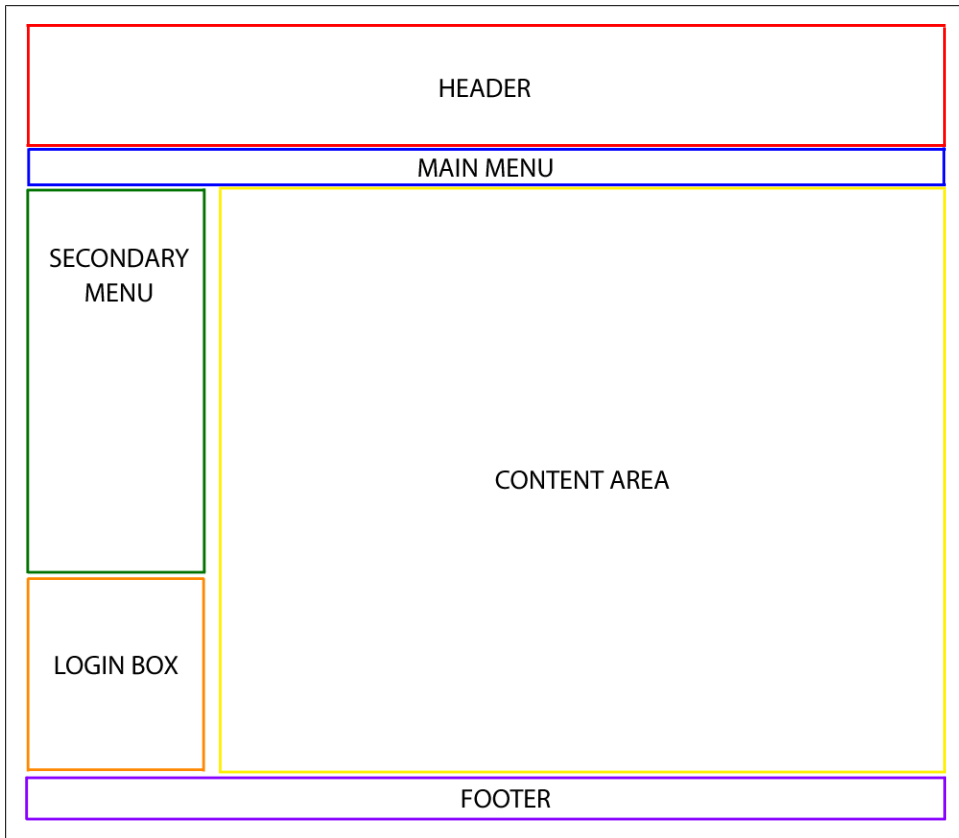 HEADER
MAIN MENU
SECONDARY
MENU
CONTENT AREA
LOGIN BOX
FOOTER